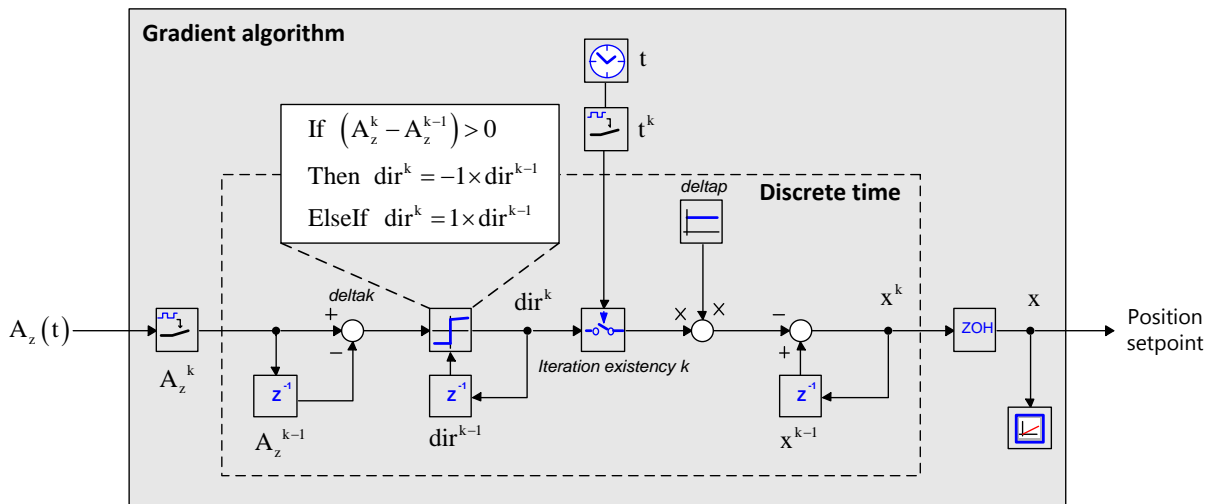 Gradient algorithm
t
t^k
If (A_z^k − A_z^{k−1}) > 0
Then dir^k = −1 × dir^{k−1}
ElseIf dir^k = 1 × dir^{k−1}
Discrete time
deltap
deltak
+
−
dir^k
× ×
−
+
x^k
x
A_z(t)
ZOH
Position
setpoint
A_z^k
Z^-1
Z^-1
Iteration existency k
Z^-1
A_z^{k−1}
dir^{k−1}
x^{k−1}